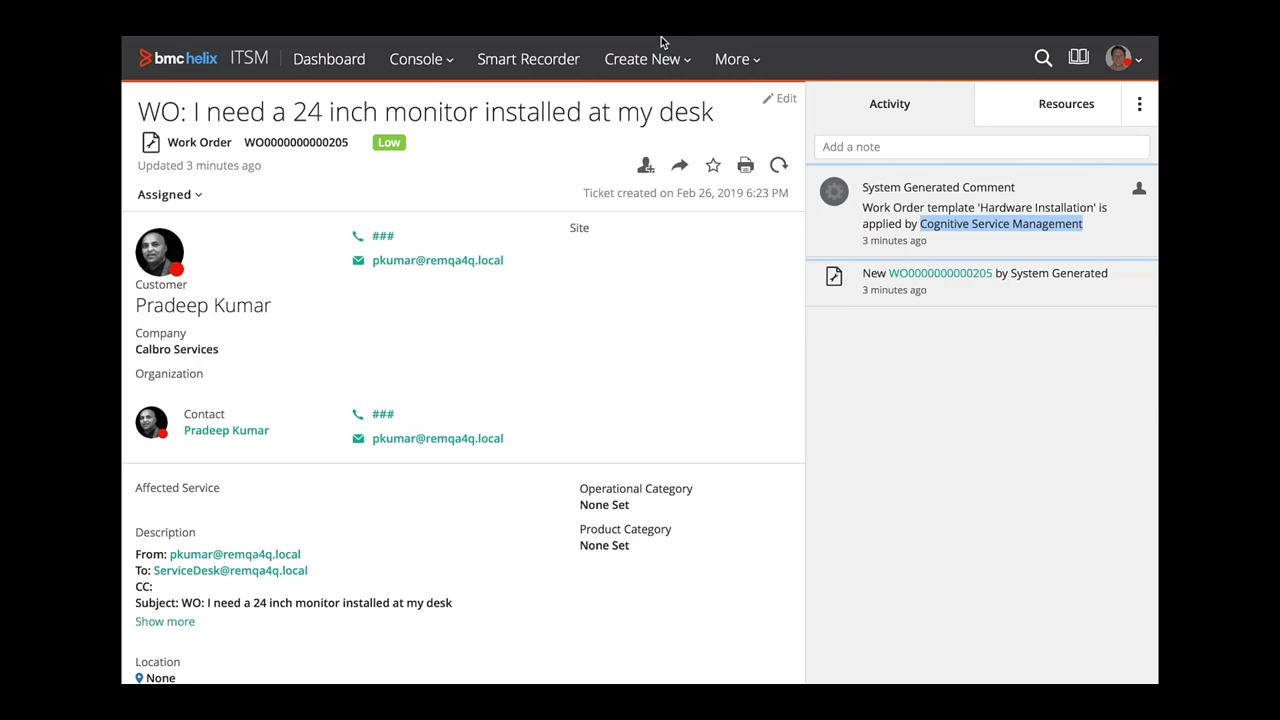 bmchelix ITSM Dashboard Console Smart Recorder Create New More
WO: I need a 24 inch monitor installed at my desk
Edit
Work Order WO0000000000205 Low
Updated 3 minutes ago
Assigned
Ticket created on Feb 26, 2019 6:23 PM
Customer
Pradeep Kumar
Company
Calbro Services
Organization
###
pkumar@remqa4q.local
Site
Contact
Pradeep Kumar
###
pkumar@remqa4q.local
Affected Service
Description
From: pkumar@remqa4q.local
To: ServiceDesk@remqa4q.local
CC:
Subject: WO: I need a 24 inch monitor installed at my desk
Show more
Location
None
Operational Category
None Set
Product Category
None Set
Activity Resources
Add a note
System Generated Comment
Work Order template 'Hardware Installation' is
applied by Cognitive Service Management
3 minutes ago
New WO0000000000205 by System Generated
3 minutes ago